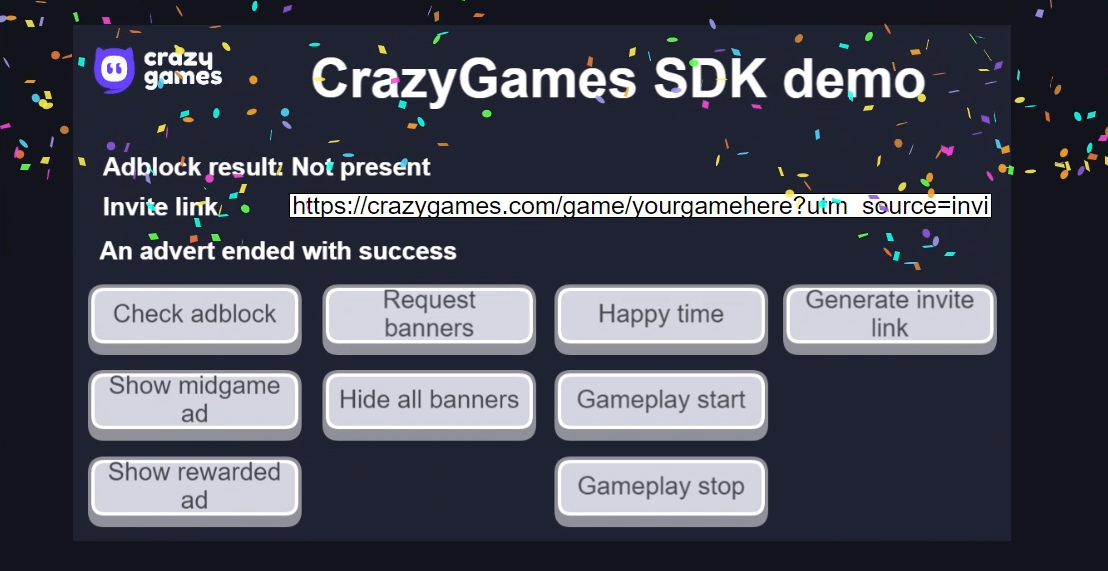 crazy
games
CrazyGames SDK demo
Adblock result: Not present
Invite link
https://crazygames.com/game/yourgamehere?utm_source=invi
An advert ended with success
Check adblock
Request
banners
Happy time
Generate invite
link
Show midgame
ad
Hide all banners
Gameplay start
Show rewarded
ad
Gameplay stop